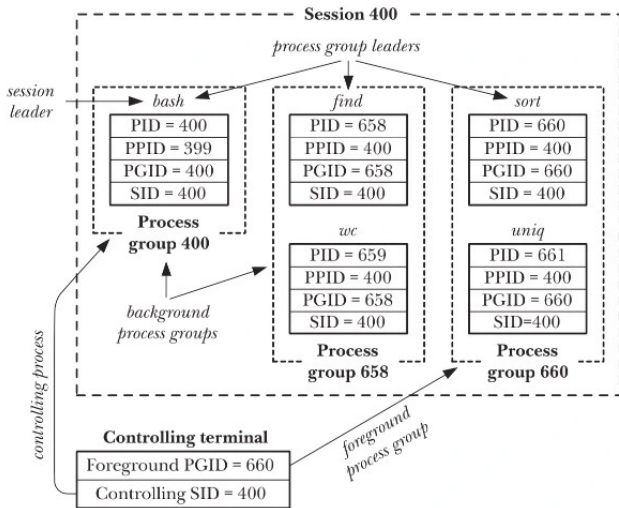 Session 400
process group leaders
session
leader
bash
PID = 400
PPID = 399
PGID = 400
SID = 400
Process
group 400
find
PID = 658
PPID = 400
PGID = 658
SID = 400
wc
PID = 659
PPID = 400
PGID = 658
SID = 400
Process
group 658
sort
PID = 660
PPID = 400
PGID = 660
SID = 400
uniq
PID = 661
PPID = 400
PGID = 660
SID=400
Process
group 660
background
process groups
controlling process
foreground
process group
Controlling terminal
Foreground PGID = 660
Controlling SID = 400